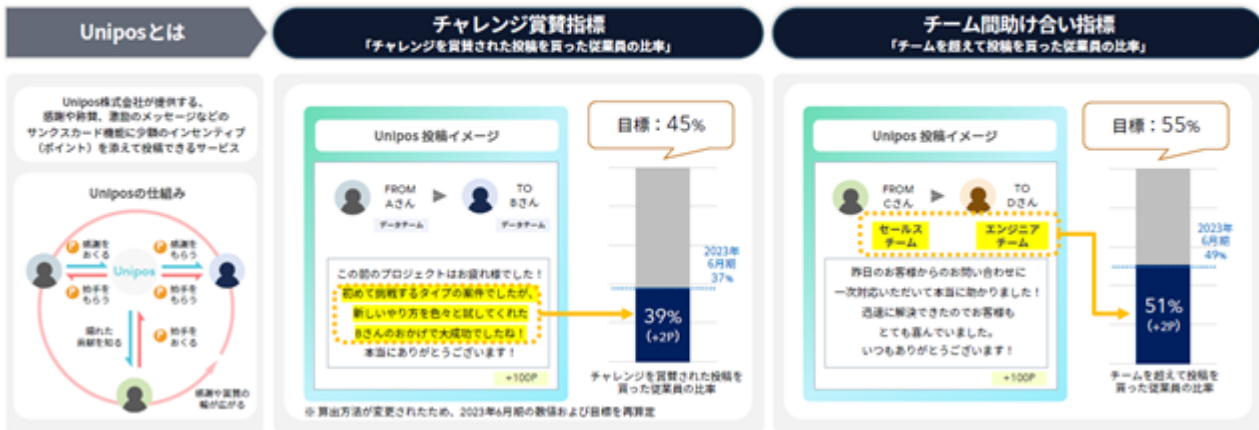 Uniposとは
チャレンジ賞賛指標
「チャレンジを賞賛された投稿を買った従業員の比率」
チーム間助け合い指標
「チームを超えて投稿を買った従業員の比率」
Unipos株式会社が提供する、
感謝や称賛、激励のメッセージなどの
サンクスカード機能に少額のインセンティブ
（ポイント）を添えて投稿できるサービス
Uniposの仕組み
P 感謝を
おくる
P 感謝を
もらう
Unipos
P 拍手を
もらう
P 拍手を
もらう
隠れた
貢献を知る
P 拍手を
おくる
感謝や賞賛の
輪が広がる
Unipos 投稿イメージ
FROM
Aさん
TO
Bさん
データチーム
データチーム
この前のプロジェクトはお疲れ様でした！
初めて挑戦するタイプの案件でしたが、
新しいやり方を色々と試してくれた
Bさんのおかげで大成功でしたね！
本当にありがとうございます！
+100P
目標：45%
2023年
6月期
37%
39%
(+2P)
チャレンジを賞賛された投稿を
買った従業員の比率
※ 算出方法が変更されたため、2023年6月期の数値および目標を再算定
Unipos 投稿イメージ
FROM
Cさん
TO
Dさん
セールス
チーム
エンジニア
チーム
昨日のお客様からのお問い合わせに
一次対応いただいて本当に助かりました！
迅速に解決できたのでお客様も
とても喜んでいました。
いつもありがとうございます！
+100P
目標：55%
2023年
6月期
49%
51%
(+2P)
チームを超えて投稿を
買った従業員の比率